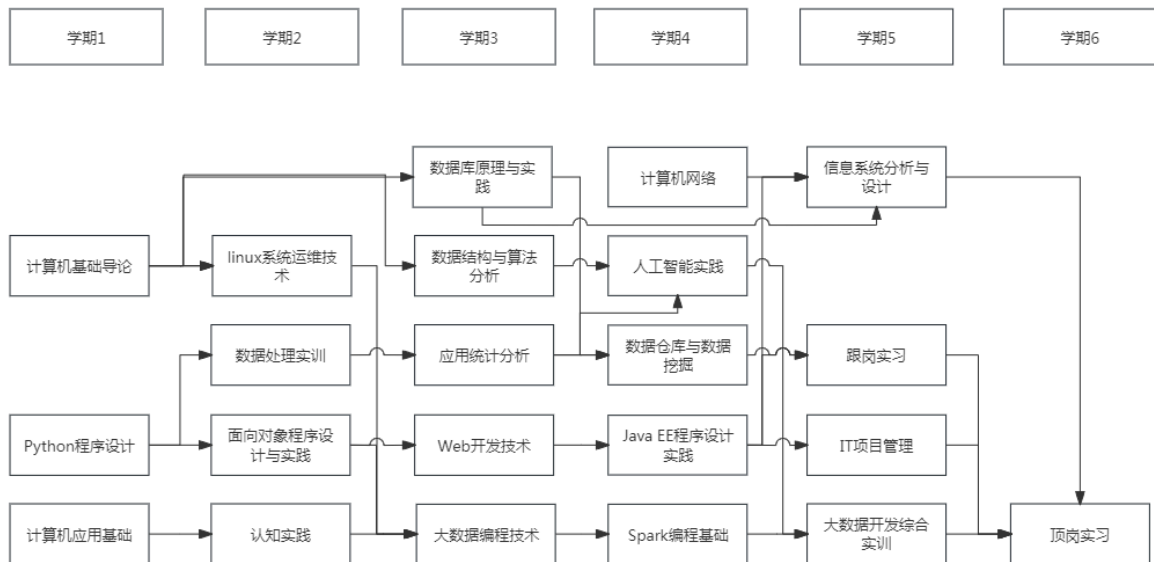 学期1
学期2
学期3
学期4
学期5
学期6
数据库原理与实
践
计算机网络
信息系统分析与
设计
计算机基础导论
linux系统运维技
术
数据结构与算法
分析
人工智能实践
数据处理实训
应用统计分析
数据仓库与数据
挖掘
跟岗实习
Python程序设计
面向对象程序设
计与实践
Web开发技术
Java EE程序设计
实践
IT项目管理
计算机应用基础
认知实践
大数据编程技术
Spark编程基础
大数据开发综合
实训
顶岗实习